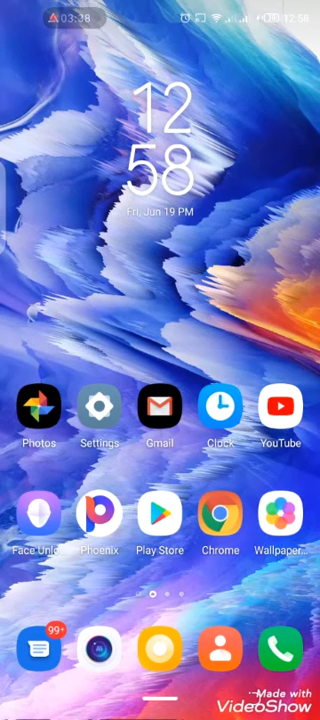 03:38
12:58
12
58
Fri, Jun 19 PM
Photos
Settings
Gmail
Clock
YouTube
Face Unlo
Phoenix
Play Store
Chrome
Wallpaper..
99+
Made with
VideoShow